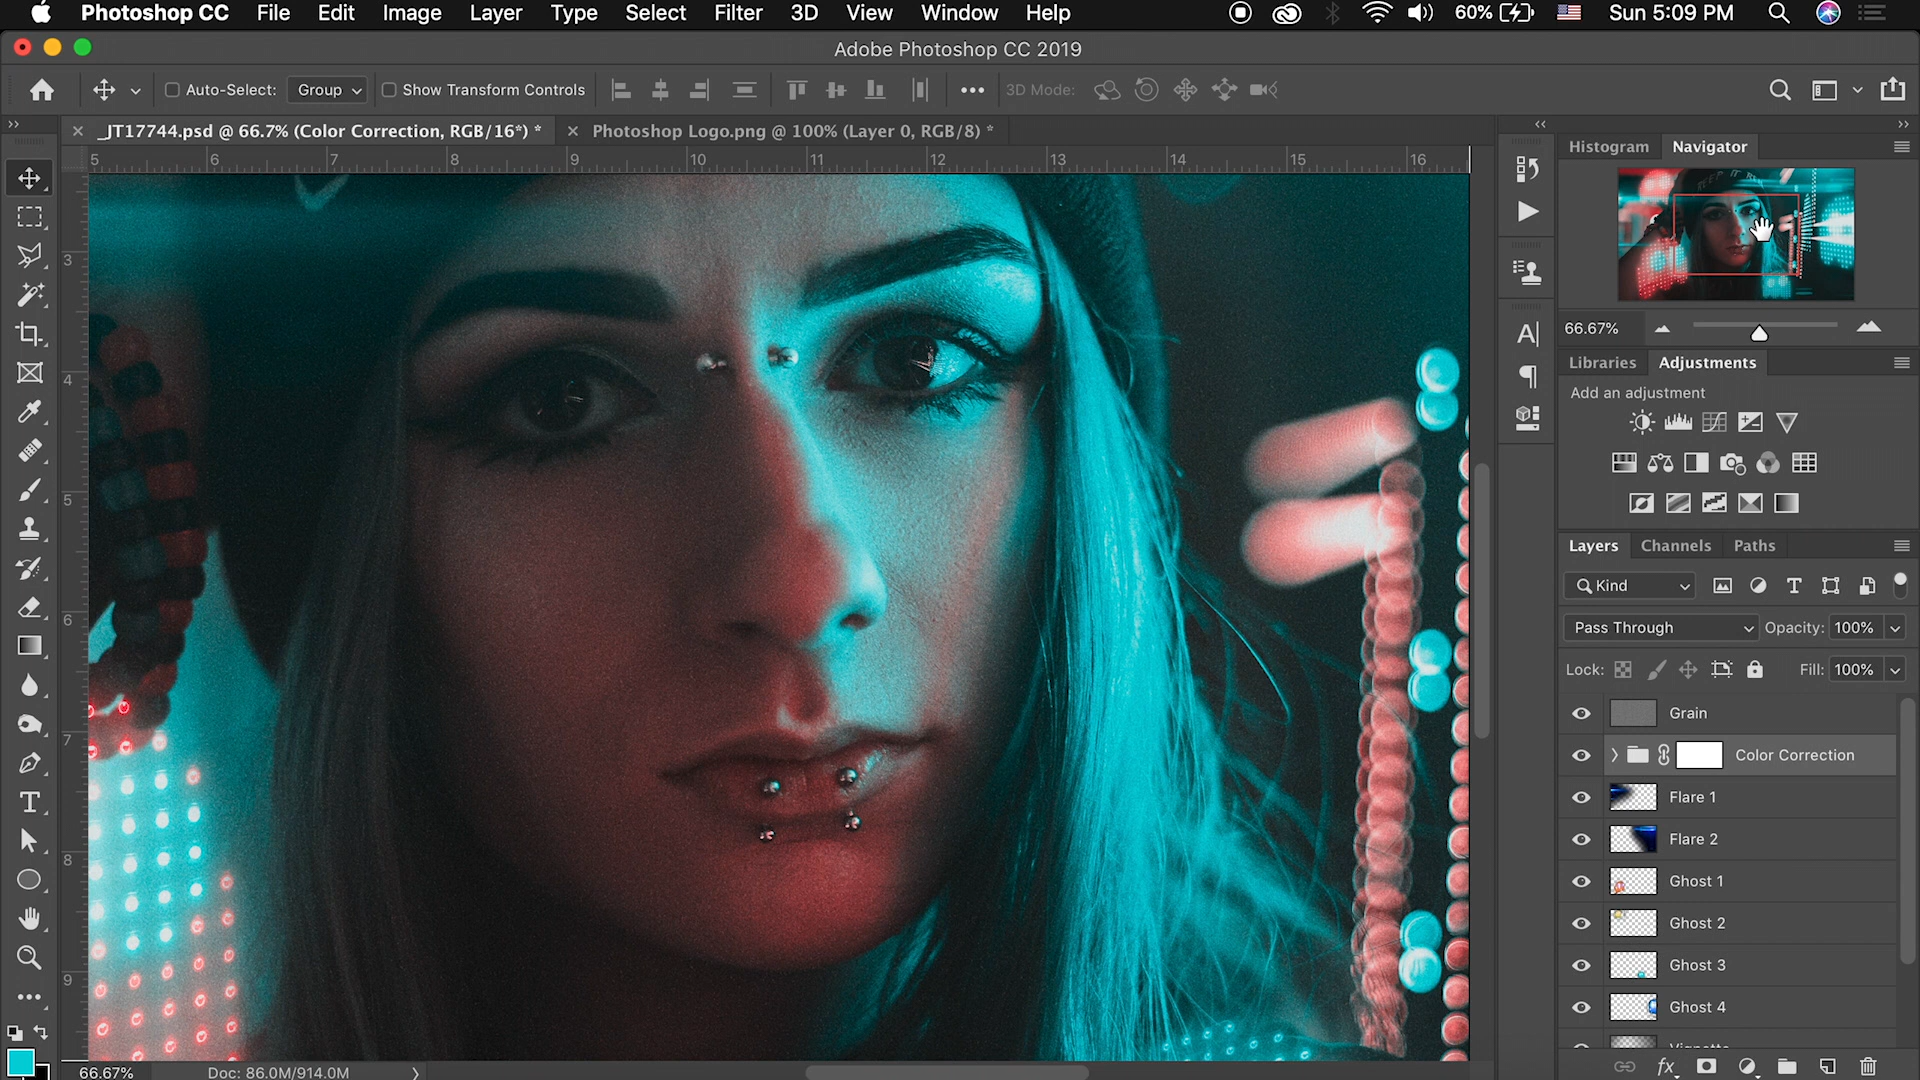 Photoshop CC File Edit Image Layer Type Select Filter 3D View Window Help 60% Sun 5:09 PM
Adobe Photoshop CC 2019
Auto-Select: Group Show Transform Controls 3D Mode:
_JT17744.psd @ 66.7% (Color Correction, RGB/16*) * Photoshop Logo.png @ 100% (Layer 0, RGB/8) *
5 6 7 8 9 10 11 12 13 14 15 16
3
4
5
6
7
8
9
Histogram Navigator
66.67%
Libraries Adjustments
Add an adjustment
Layers Channels Paths
Kind
Pass Through Opacity: 100%
Lock: Fill: 100%
Grain
Color Correction
Flare 1
Flare 2
Ghost 1
Ghost 2
Ghost 3
Ghost 4
fx
66.67% Doc: 86.0M/914.0M